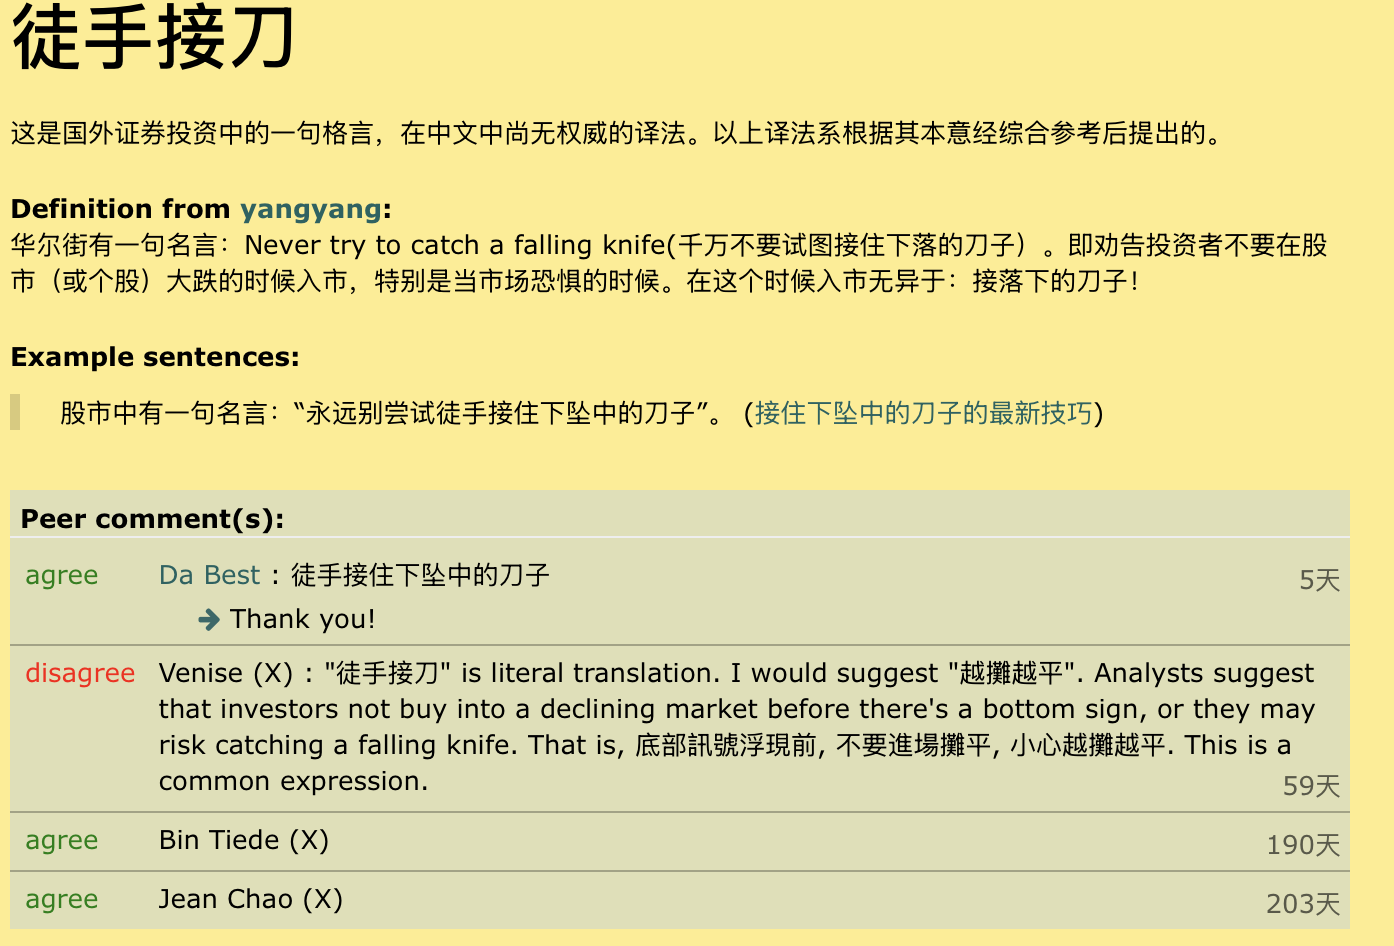 徒手接刀
这是国外证券投资中的一句格言，在中文中尚无权威的译法。以上译法系根据其本意经综合参考后提出的。
Definition from yangyang:
华尔街有一句名言：Never try to catch a falling knife(千万不要试图接住下落的刀子）。即劝告投资者不要在股
市（或个股）大跌的时候入市，特别是当市场恐惧的时候。在这个时候入市无异于：接落下的刀子！
Example sentences:
股市中有一句名言：“永远别尝试徒手接住下坠中的刀子”。 (接住下坠中的刀子的最新技巧)
Peer comment(s):
agree Da Best : 徒手接住下坠中的刀子 5天
Thank you!
disagree Venise (X) : "徒手接刀" is literal translation. I would suggest "越攤越平". Analysts suggest
that investors not buy into a declining market before there's a bottom sign, or they may
risk catching a falling knife. That is, 底部訊號浮現前, 不要進場攤平, 小心越攤越平. This is a
common expression. 59天
agree Bin Tiede (X) 190天
agree Jean Chao (X) 203天